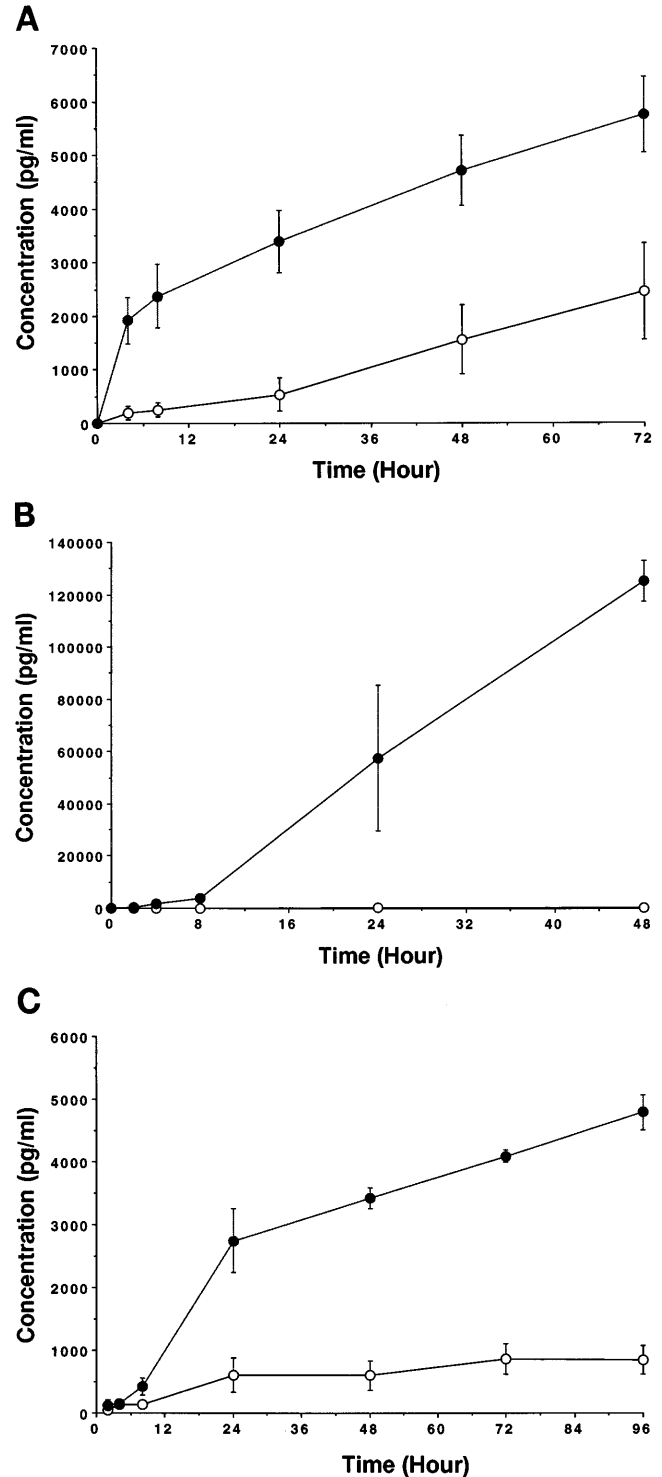 A
7000
6000
5000
4000
3000
2000
1000
0
Concentration (pg/ml)
0 12 24 36 48 60 72
Time (Hour)
B
140000
120000
100000
80000
60000
40000
20000
0
Concentration (pg/ml)
0 8 16 24 32 40 48
Time (Hour)
C
6000
5000
4000
3000
2000
1000
0
Concentration (pg/ml)
0 12 24 36 48 60 72 84 96
Time (Hour)